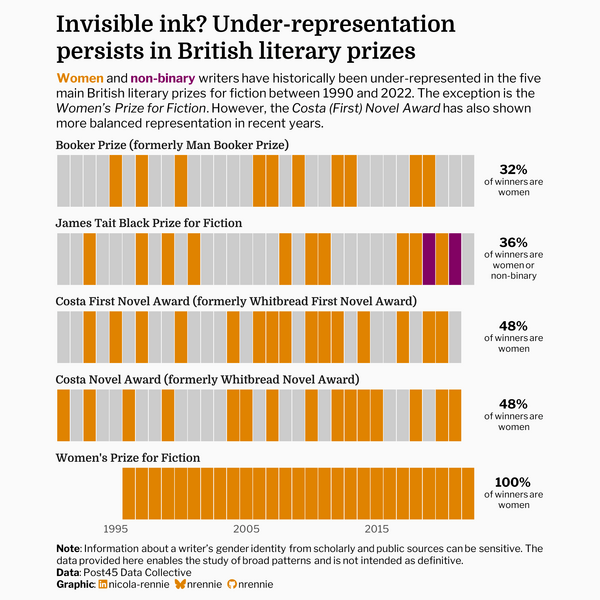 Invisible ink? Under-representation
persists in British literary prizes
Women and non-binary writers have historically been under-represented in the five
main British literary prizes for fiction between 1990 and 2022. The exception is the
Women's Prize for Fiction. However, the Costa (First) Novel Award has also shown
more balanced representation in recent years.
Booker Prize (formerly Man Booker Prize)
32%
of winners are
women
James Tait Black Prize for Fiction
36%
of winners are
women or
non-binary
Costa First Novel Award (formerly Whitbread First Novel Award)
48%
of winners are
women
Costa Novel Award (formerly Whitbread Novel Award)
48%
of winners are
women
Women's Prize for Fiction
100%
of winners are
women
1995 2005 2015
Note: Information about a writer's gender identity from scholarly and public sources can be sensitive. The
data provided here enables the study of broad patterns and is not intended as definitive.
Data: Post45 Data Collective
Graphic: nicola-rennie nrennie nrennie